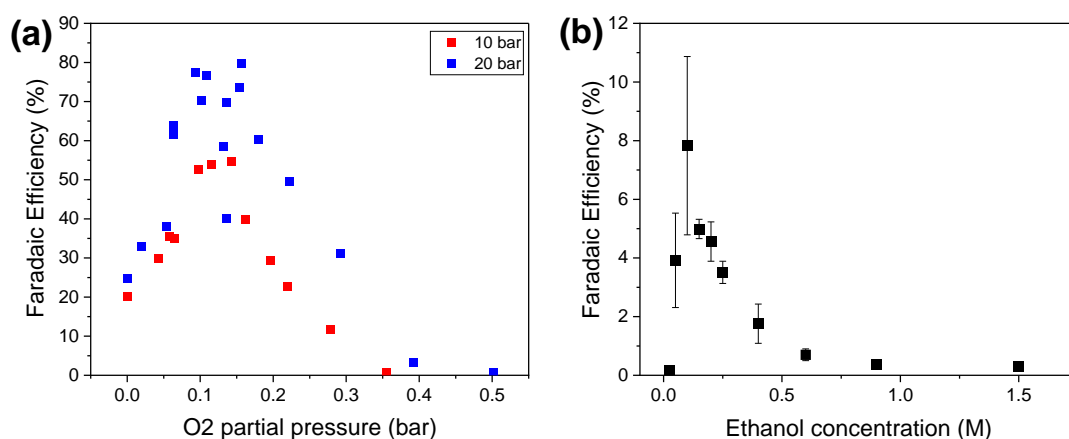 (a)
Faradaic Efficiency (%)
90
80
70
60
50
40
30
20
10
0
10 bar
20 bar
0.0 0.1 0.2 0.3 0.4 0.5
O2 partial pressure (bar)
(b)
Faradaic Efficiency (%)
12
10
8
6
4
2
0
0.0 0.5 1.0 1.5
Ethanol concentration (M)